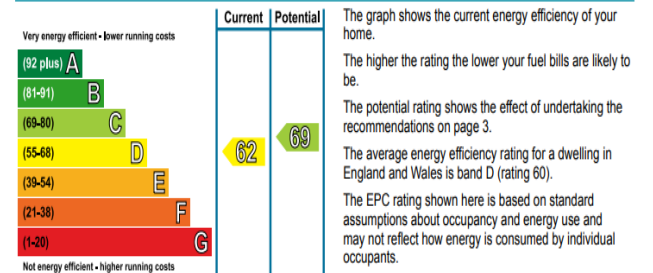 Current Potential
Very energy efficient - lower running costs
(92 plus) A
(81-91) B
(69-80) C
(55-68) D
(39-54) E
(21-38) F
(1-20) G
Not energy efficient - higher running costs
62
69
The graph shows the current energy efficiency of your
home.
The higher the rating the lower your fuel bills are likely to
be.
The potential rating shows the effect of undertaking the
recommendations on page 3.
The average energy efficiency rating for a dwelling in
England and Wales is band D (rating 60).
The EPC rating shown here is based on standard
assumptions about occupancy and energy use and
may not reflect how energy is consumed by individual
occupants.